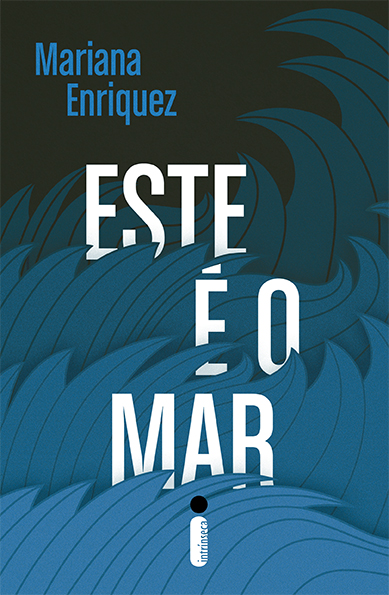 Mariana
Enriquez
ESTE
É O
MAR
intrínseca